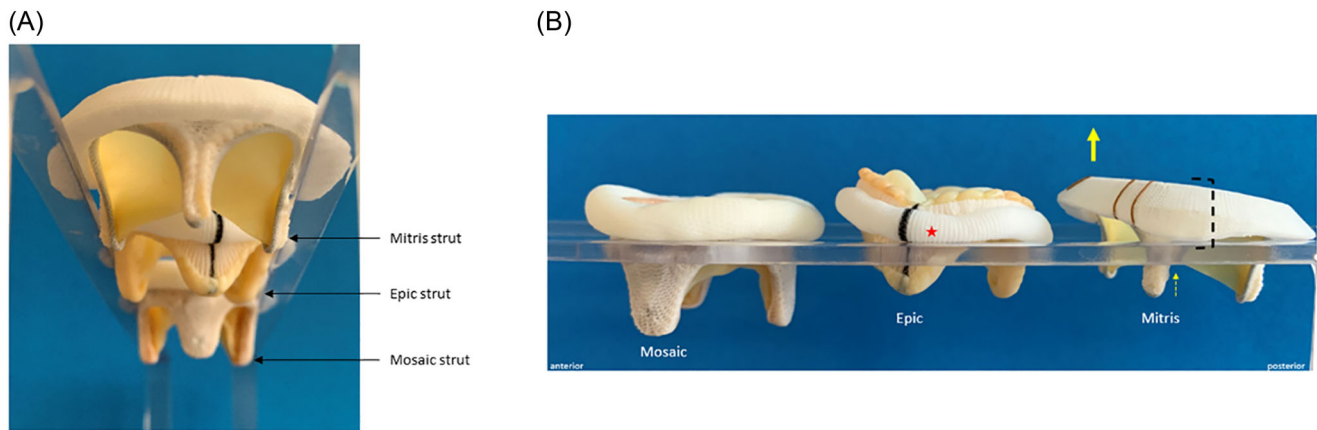 (A)
Mitris strut
Epic strut
Mosaic strut
(B)
Mosaic
Epic
Mitris
anterior
posterior